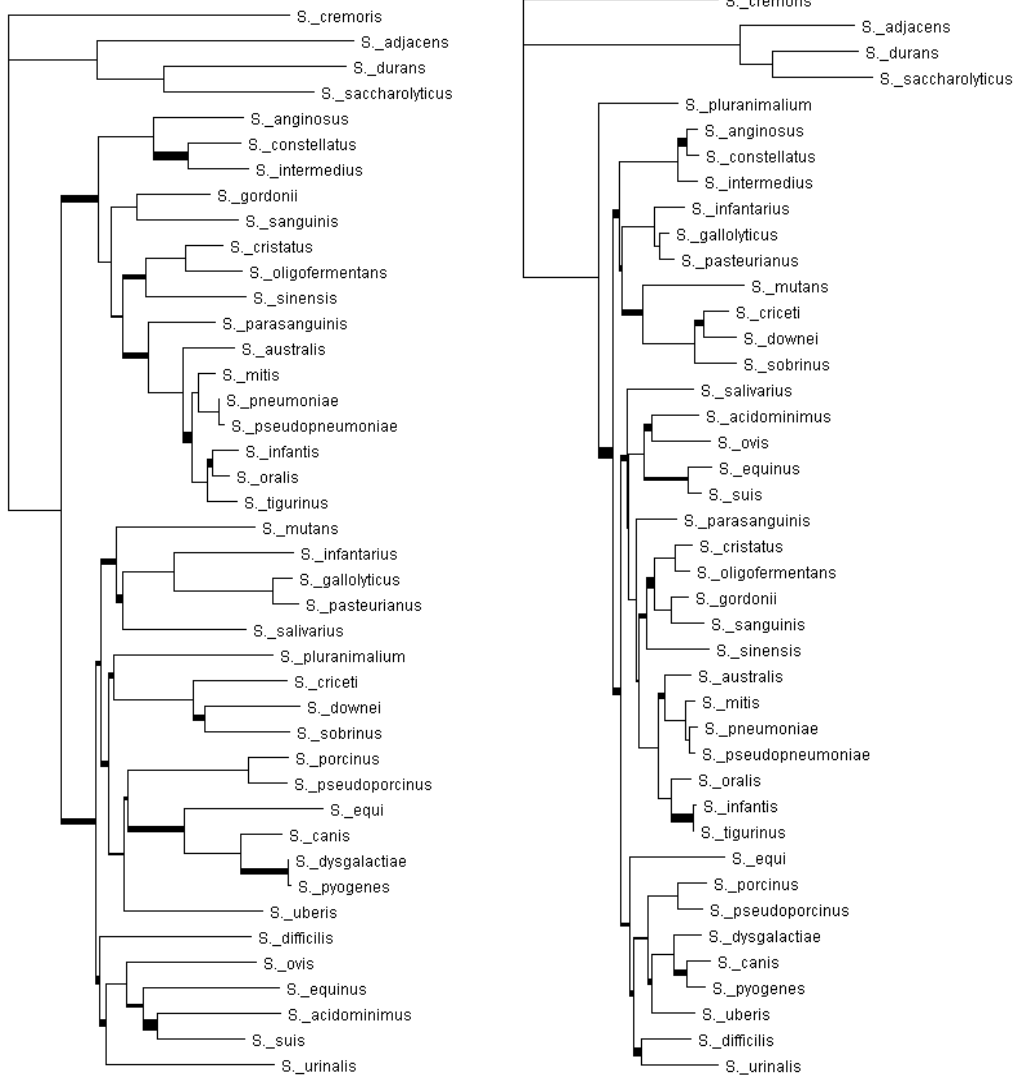 S._cremoris
S._adjacens
S._durans
S._saccharolyticus
S._anginosus
S._constellatus
S._intermedius
S._gordonii
S._sanguinis
S._cristatus
S._oligofermentans
S._sinensis
S._parasanguinis
S._australis
S._mitis
S._pneumoniae
S._pseudopneumoniae
S._infantis
S._oralis
S._tigurinus
S._mutans
S._infantarius
S._gallolyticus
S._pasteurianus
S._salivarius
S._pluranimalium
S._criceti
S._downei
S._sobrinus
S._porcinus
S._pseudoporcinus
S._equi
S._canis
S._dysgalactiae
S._pyogenes
S._uberis
S._difficilis
S._ovis
S._equinus
S._acidominimus
S._suis
S._urinalis
S._cremoris
S._adjacens
S._durans
S._saccharolyticus
S._pluranimalium
S._anginosus
S._constellatus
S._intermedius
S._infantarius
S._gallolyticus
S._pasteurianus
S._mutans
S._criceti
S._downei
S._sobrinus
S._salivarius
S._acidominimus
S._ovis
S._equinus
S._suis
S._parasanguinis
S._cristatus
S._oligofermentans
S._gordonii
S._sanguinis
S._sinensis
S._australis
S._mitis
S._pneumoniae
S._pseudopneumoniae
S._oralis
S._infantis
S._tigurinus
S._equi
S._porcinus
S._pseudoporcinus
S._dysgalactiae
S._canis
S._pyogenes
S._uberis
S._difficilis
S._urinalis